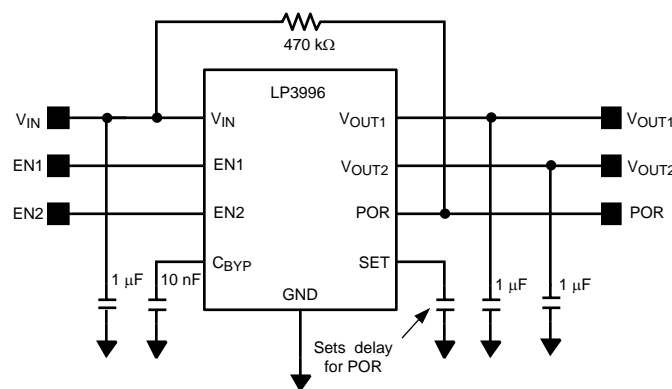 470 kΩ
LP3996
VIN
VIN
VOUT1
VOUT1
EN1
EN1
VOUT2
VOUT2
EN2
EN2
POR
POR
CBYP
SET
1 μF
10 nF
GND
1 μF
1 μF
Sets delay
for POR